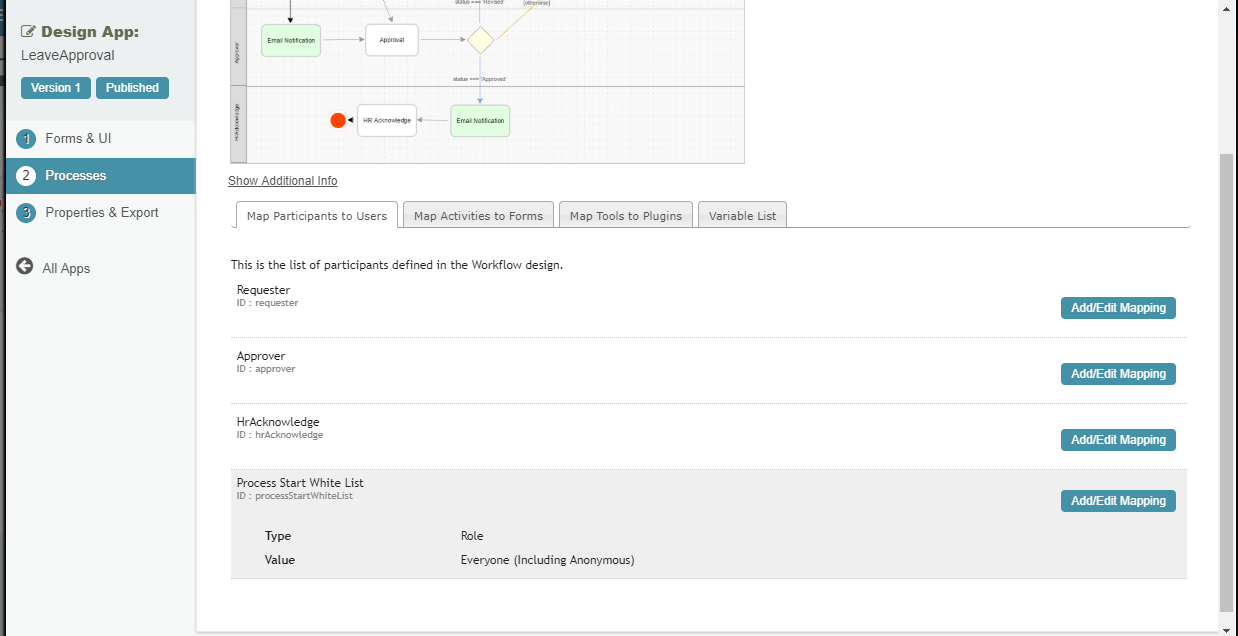 Design App:
LeaveApproval
Version 1 Published
1 Forms & UI
2 Processes
3 Properties & Export
All Apps
status === 'Revised'
[otherwise]
Approver
Email Notification
Approval
status === 'Approved'
HrAcknowledge
HR Acknowledge
Email Notification
Show Additional Info
Map Participants to Users Map Activities to Forms Map Tools to Plugins Variable List
This is the list of participants defined in the Workflow design.
Requester
ID : requester
Add/Edit Mapping
Approver
ID : approver
Add/Edit Mapping
HrAcknowledge
ID : hrAcknowledge
Add/Edit Mapping
Process Start White List
ID : processStartWhiteList
Add/Edit Mapping
Type Role
Value Everyone (Including Anonymous)